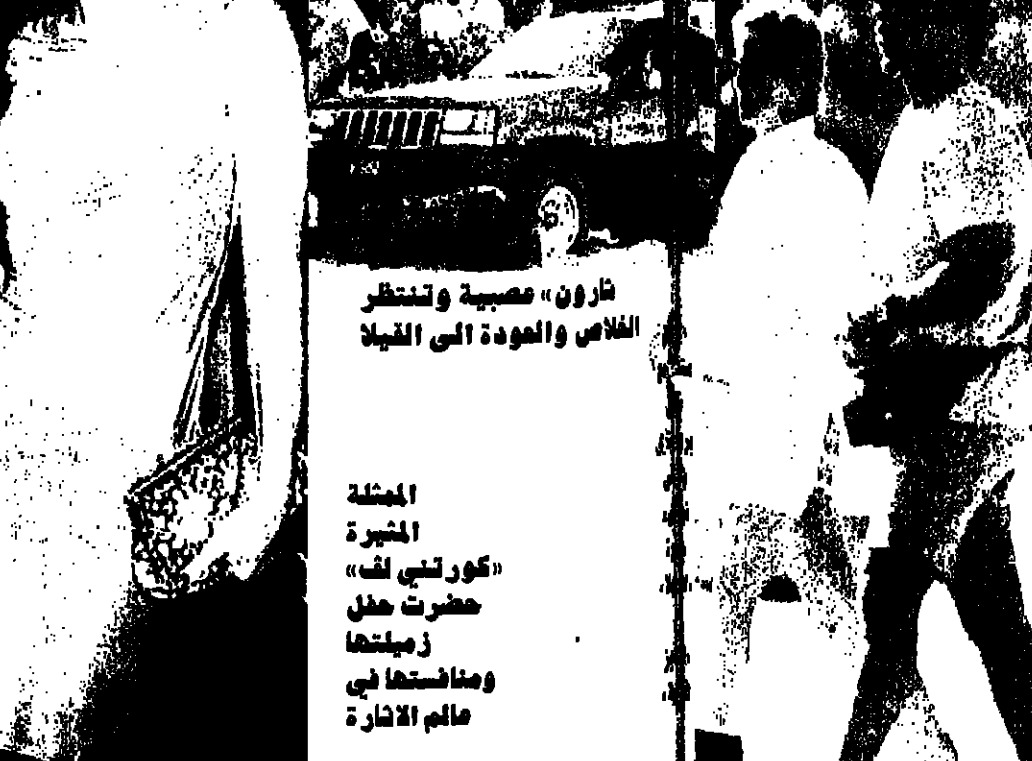 شارون» عصبية وتنتظر
الخلاص والعودة الى الفيلا
الممثلة
المثيرة
«كورتني لف»
حضرت حفل
زميلتها
ومنافستها في
عالم الاثارة